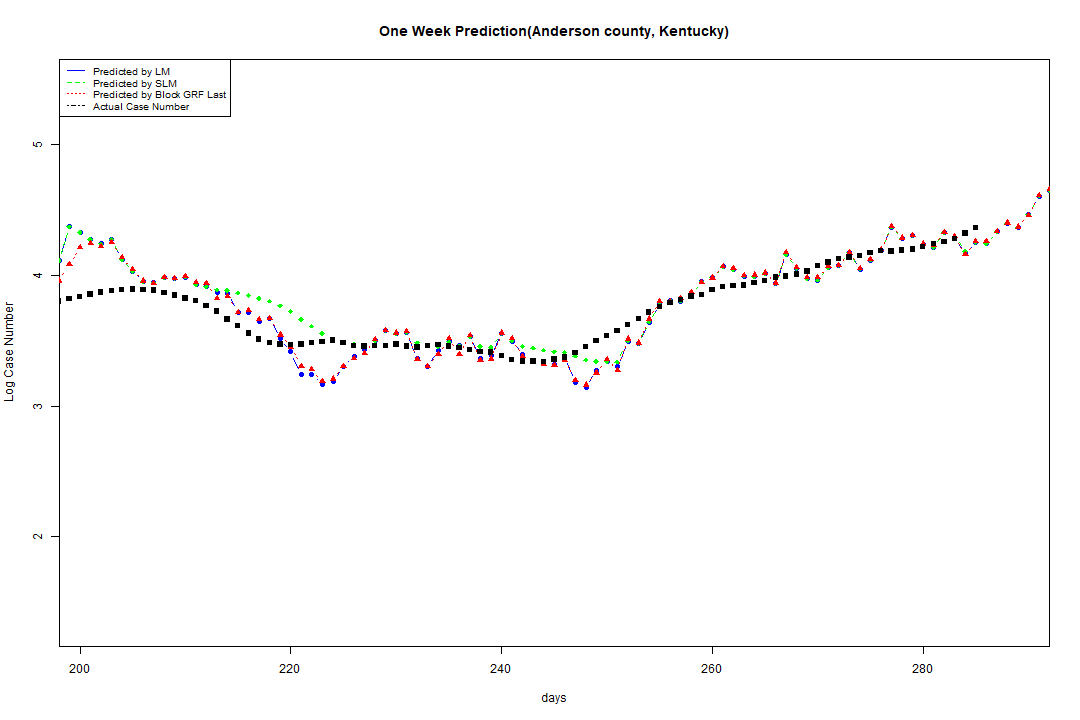 One Week Prediction(Anderson county, Kentucky)
Predicted by LM
Predicted by SLM
Predicted by Block GRF Last
Actual Case Number
5
4
3
2
Log Case Number
200 220 240 260 280
days